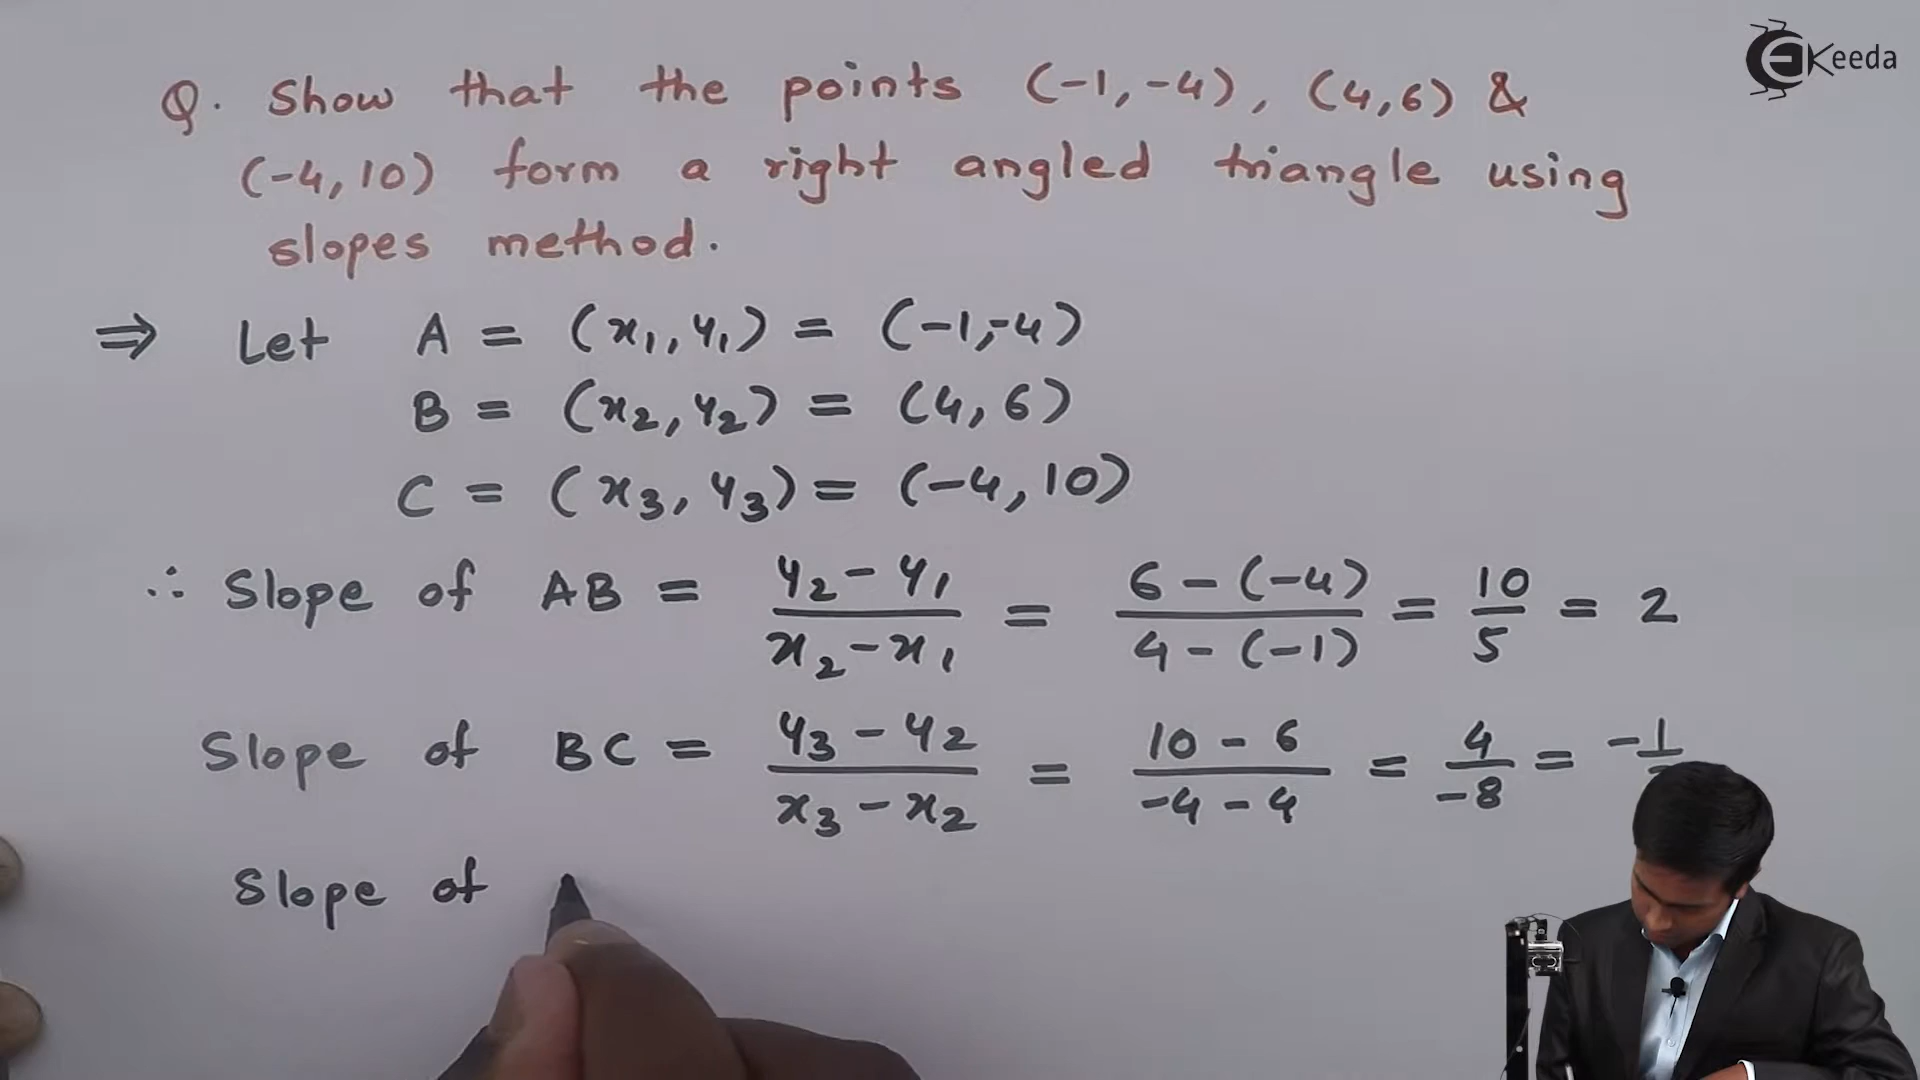 Keeda
Q. Show that the points (-1,-4), (4,6) &
(-4,10) form a right angled triangle using
slopes method.
⇒ Let A = (x₁,y₁) = (-1,-4)
B = (x₂,y₂) = (4,6)
C = (x₃,y₃) = (-4,10)
∴ Slope of AB = y₂-y₁/x₂-x₁ = 6-(-4)/4-(-1) = 10/5 = 2
Slope of BC = y₃-y₂/x₃-x₂ = 10-6/-4-4 = 4/-8 = -1
Slope of